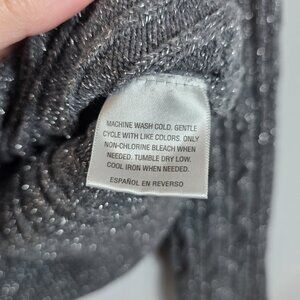 MACHINE WASH COLD. GENTLE
CYCLE WITH LIKE COLORS. ONLY
NON-CHLORINE BLEACH WHEN
NEEDED. TUMBLE DRY LOW.
COOL IRON WHEN NEEDED.
ESPAÑOL EN REVERSO